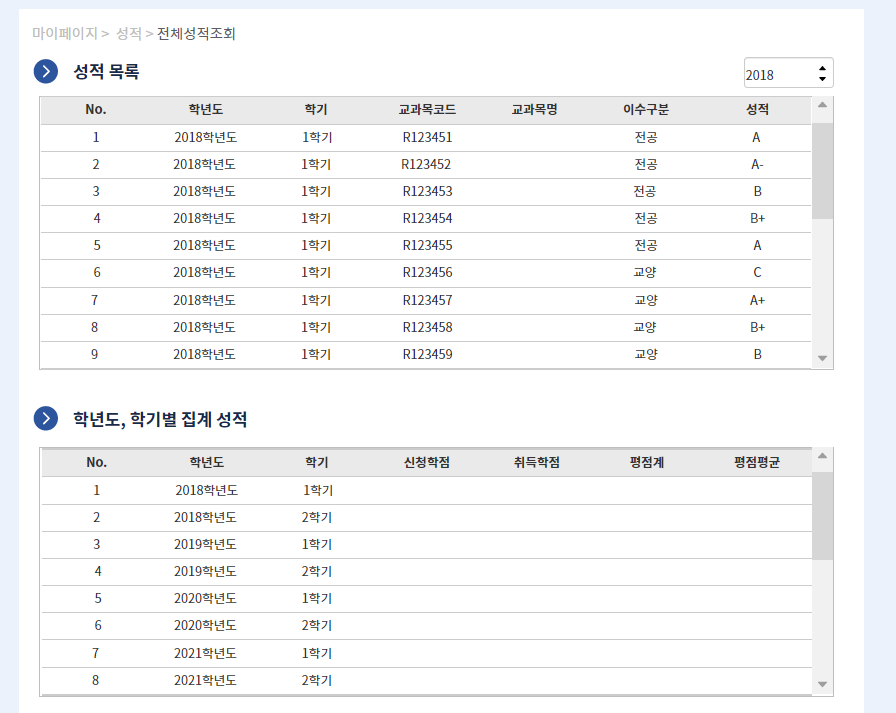 마이페이지 > 성적 > 전체성적조회
성적 목록
2018
No. 학년도 학기 교과목코드 교과목명 이수구분 성적
1 2018학년도 1학기 R123451 전공 A
2 2018학년도 1학기 R123452 전공 A-
3 2018학년도 1학기 R123453 전공 B
4 2018학년도 1학기 R123454 전공 B+
5 2018학년도 1학기 R123455 전공 A
6 2018학년도 1학기 R123456 교양 C
7 2018학년도 1학기 R123457 교양 A+
8 2018학년도 1학기 R123458 교양 B+
9 2018학년도 1학기 R123459 교양 B
학년도, 학기별 집계 성적
No. 학년도 학기 신청학점 취득학점 평점계 평점평균
1 2018학년도 1학기
2 2018학년도 2학기
3 2019학년도 1학기
4 2019학년도 2학기
5 2020학년도 1학기
6 2020학년도 2학기
7 2021학년도 1학기
8 2021학년도 2학기